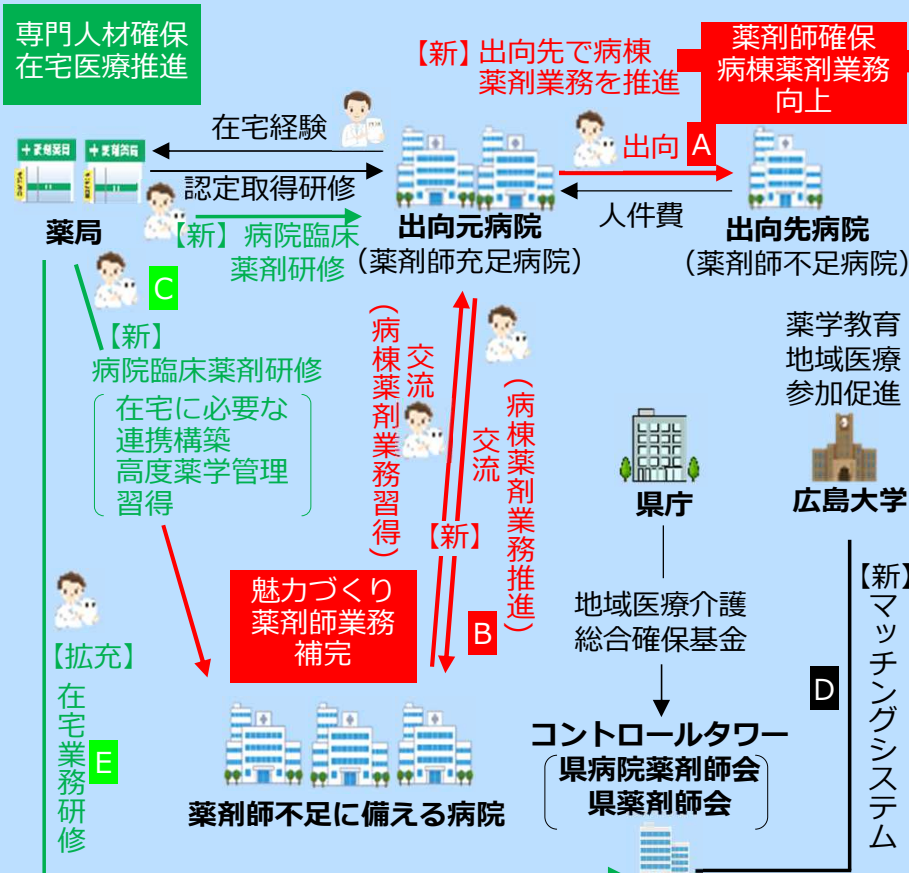 専門人材確保
在宅医療推進
【新】出向先で病棟
薬剤業務を推進
薬剤師確保
病棟薬剤業務
向上
在宅経験
認定取得研修
【新】病院臨床
薬剤研修
薬局
出向元病院
(薬剤師充足病院)
出向 A
人件費
出向先病院
(薬剤師不足病院)
C
【新】
病院臨床薬剤研修
在宅に必要な
連携構築
高度薬学管理
習得
交流
(病棟薬剤業務習得)
交流
(病棟薬剤業務推進)
【新】
B
薬学教育
地域医療
参加促進
県庁
広島大学
魅力づくり
薬剤師業務
補完
地域医療介護
総合確保基金
【新】マッチングシステム
D
【拡充】
在宅業務研修
E
薬剤師不足に備える病院
コントロールタワー
県病院薬剤師会
県薬剤師会